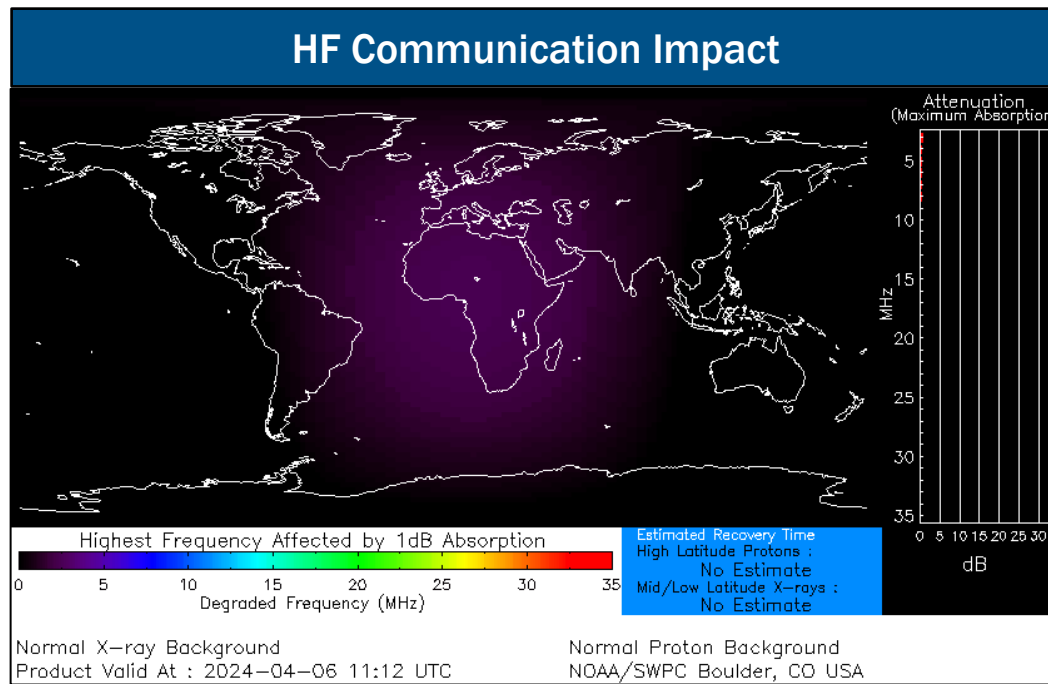 HF Communication Impact
Attenuation
(Maximum Absorption
5
10
15
20
25
30
35
MHz
0 5 10 15 20 25 30
dB
Highest Frequency Affected by 1dB Absorption
0 5 10 15 20 25 30 35
Degraded Frequency (MHz)
Estimated Recovery Time
High Latitude Protons :
No Estimate
Mid/Low Latitude X-rays :
No Estimate
Normal X-ray Background
Normal Proton Background
Product Valid At : 2024-04-06 11:12 UTC
NOAA/SWPC Boulder, CO USA